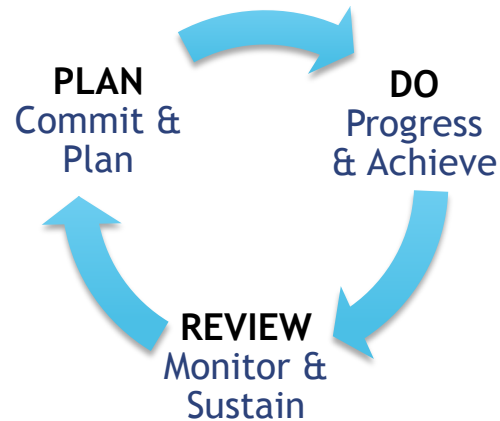 PLAN
Commit &
Plan
DO
Progress
& Achieve
REVIEW
Monitor &
Sustain